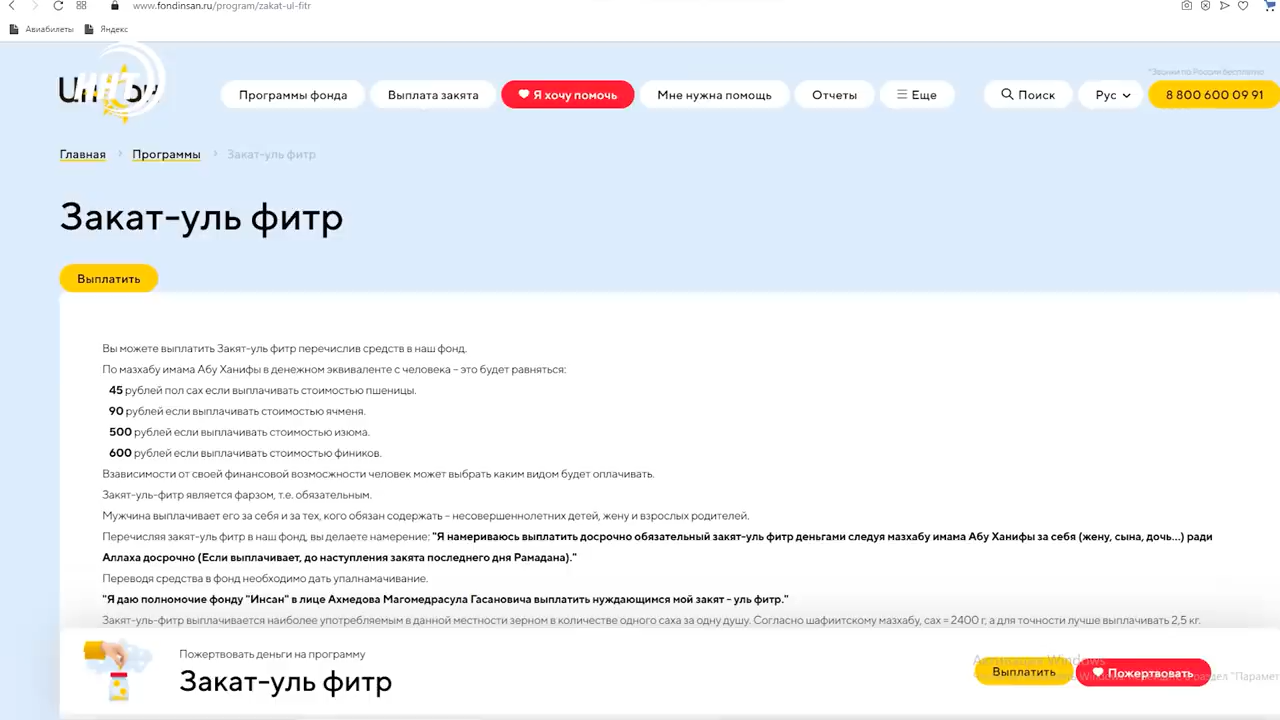 www.fondinsan.ru/program/zakat-ul-fitr
Авиабилеты Яндекс
*Звонки по России бесплатно
Инсан ННТ
Программы фонда Выплата закята Я хочу помочь Мне нужна помощь Отчеты Еще Поиск Рус 8 800 600 09 91
Главная Программы Закат-уль фитр
Закат-уль фитр
Выплатить
Вы можете выплатить Закят-уль фитр перечислив средств в наш фонд.
По мазхабу имама Абу Ханифы в денежном эквиваленте с человека – это будет равняться:
45 рублей пол сах если выплачивать стоимостью пшеницы.
90 рублей если выплачивать стоимостью ячменя.
500 рублей если выплачивать стоимостью изюма.
600 рублей если выплачивать стоимостью фиников.
Взависимости от своей финансовой возмосжности человек может выбрать каким видом будет оплачивать.
Закят-уль-фитр является фарзом, т.е. обязательным.
Мужчина выплачивает его за себя и за тех, кого обязан содержать – несовершеннолетних детей, жену и взрослых родителей.
Перечисляя закят-уль фитр в наш фонд, вы делаете намерение: "Я намериваюсь выплатить досрочно обязательный закят-уль фитр деньгами следуя мазхабу имама Абу Ханифы за себя (жену, сына, дочь...) ради
Аллаха досрочно (Если выплачивает, до наступления закята последнего дня Рамадана)."
Переводя средства в фонд необходимо дать упалнамачивание.
"Я даю полномочие фонду "Инсан" в лице Ахмедова Магомедрасула Гасановича выплатить нуждающимся мой закят - уль фитр."
Закят-уль-фитр выплачивается наиболее употребляемым в данной местности зерном в количестве одного саха за одну душу. Согласно шафиитскому мазхабу, сах = 2400 г, а для точности лучше выплачивать 2,5 кг.
Пожертвовать деньги на программу
Закат-уль фитр
Активация Windows
Выплатить Пожертвовать